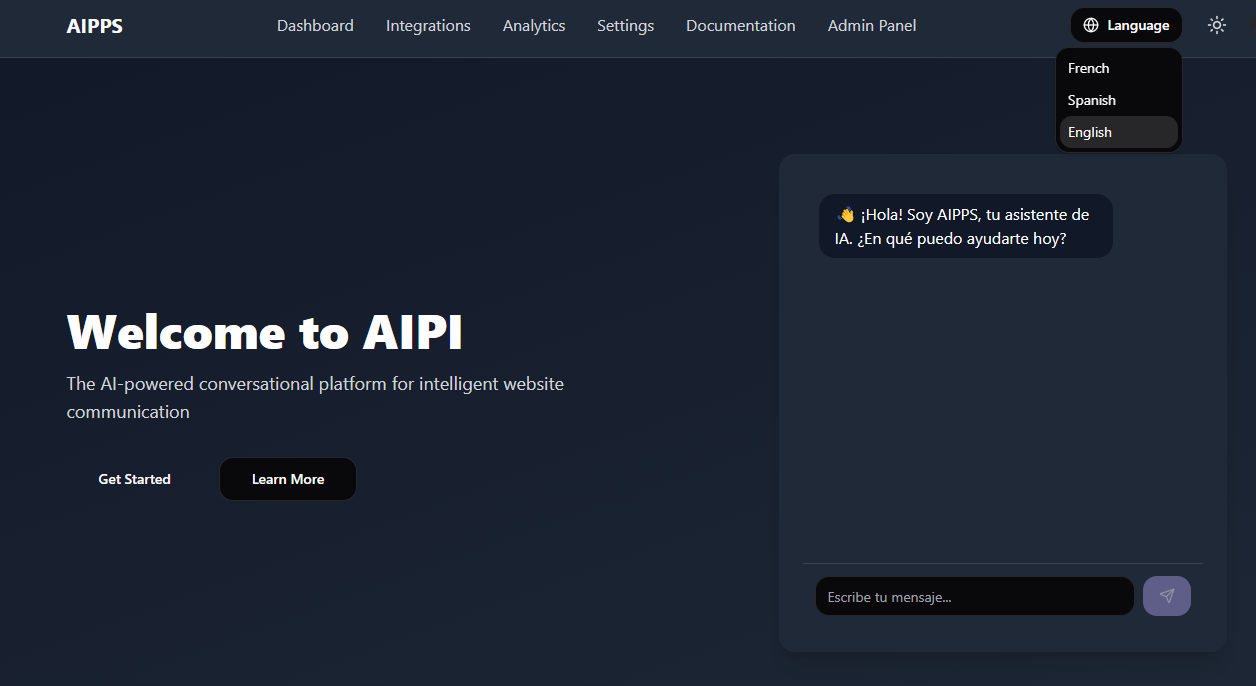 AIPPS
Dashboard
Integrations
Analytics
Settings
Documentation
Admin Panel
Language
French
Spanish
English
Welcome to AIPI
The AI-powered conversational platform for intelligent website
communication
Get Started
Learn More
👋 ¡Hola! Soy AIPPS, tu asistente de
IA. ¿En qué puedo ayudarte hoy?
Escribe tu mensaje...